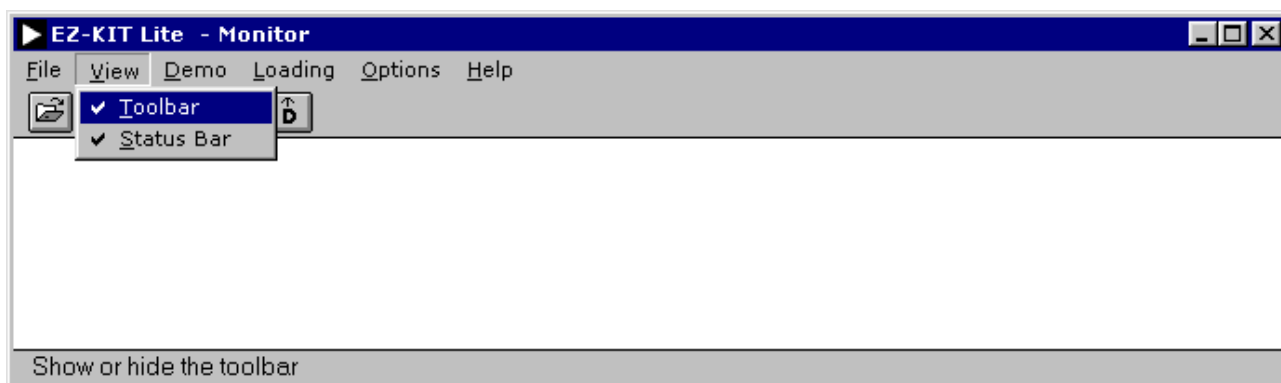 EZ-KIT Lite - Monitor
File View Demo Loading Options Help
Toolbar
D
Status Bar
Show or hide the toolbar